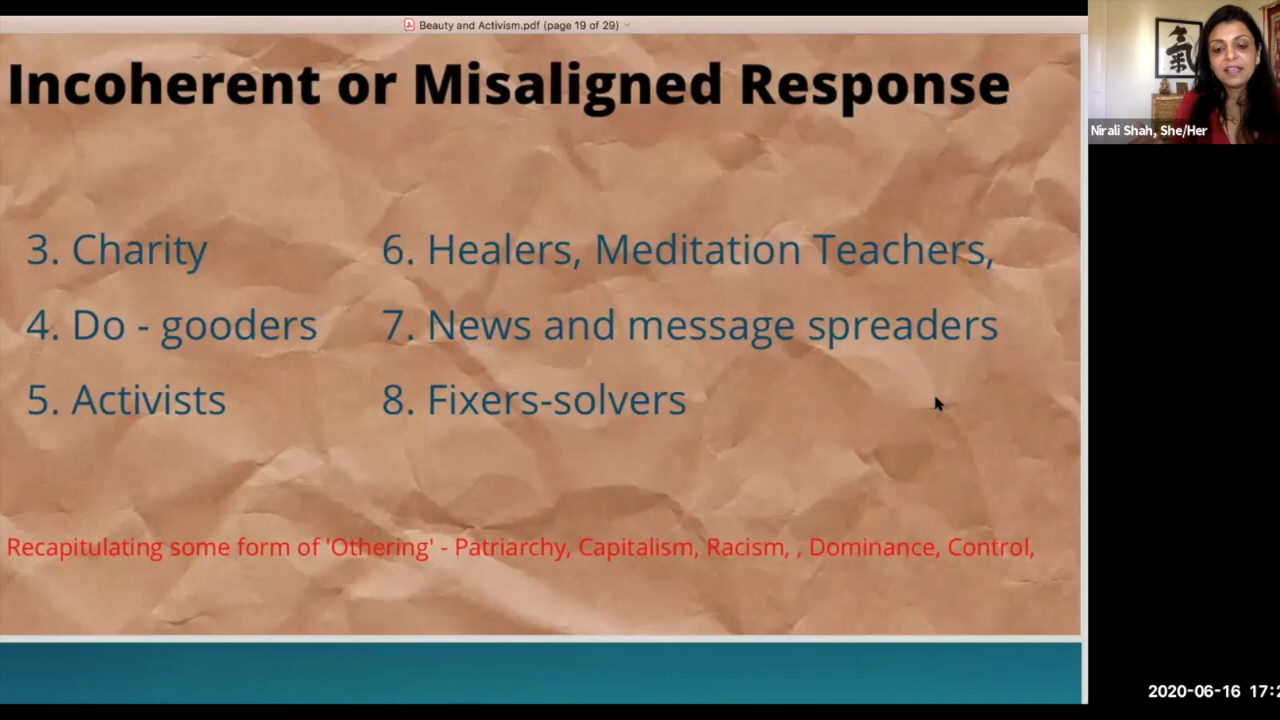 Beauty and Activism.pdf (page 19 of 29)
Incoherent or Misaligned Response
3. Charity
4. Do - gooders
5. Activists
6. Healers, Meditation Teachers,
7. News and message spreaders
8. Fixers-solvers
Recapitulating some form of 'Othering' - Patriarchy, Capitalism, Racism, , Dominance, Control,
氣
Nirali Shah, She/Her
2020-06-16 17:2